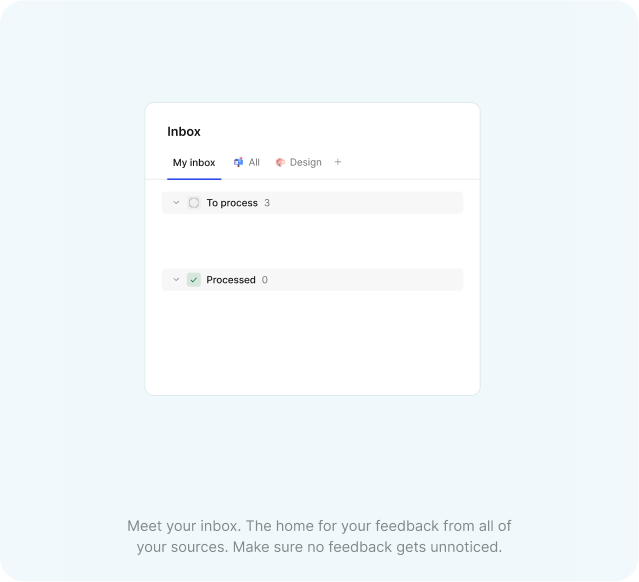 Inbox
My inbox All Design +
To process 3
Processed 0
Meet your inbox. The home for your feedback from all of
your sources. Make sure no feedback gets unnoticed.